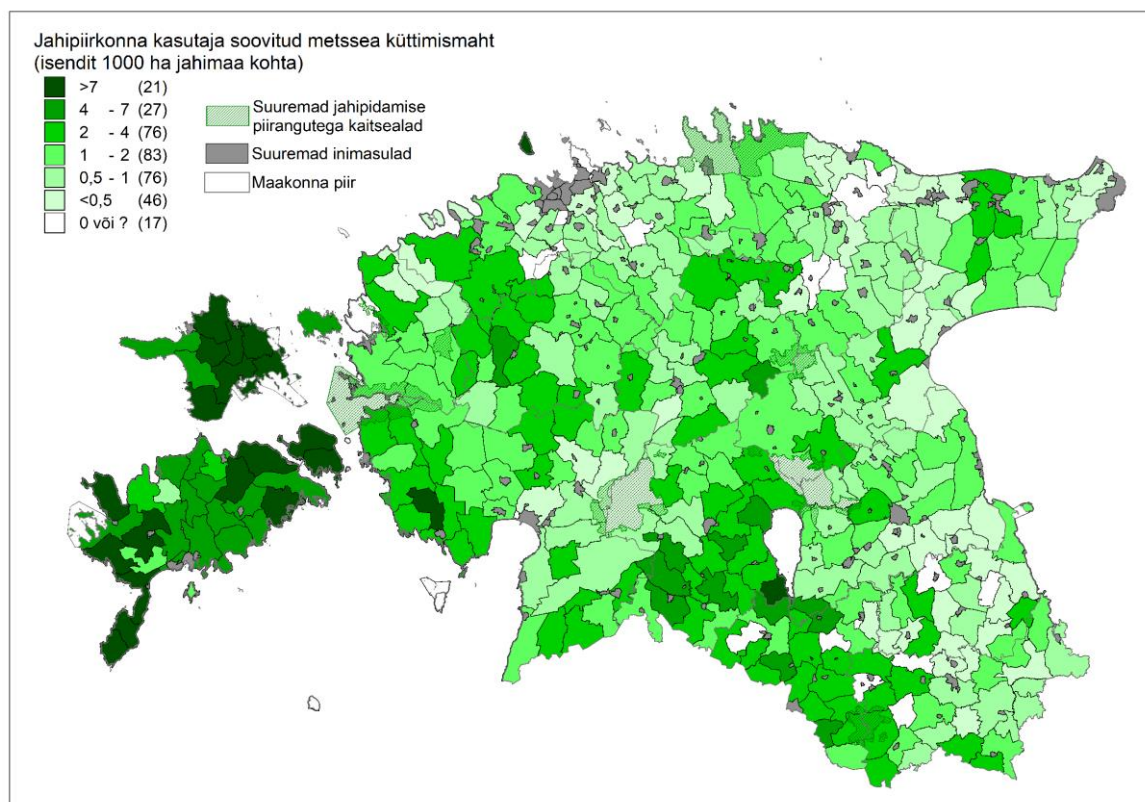 Jahipiirkonna kasutaja soovitud metssea küttimismaht
(isendit 1000 ha jahimaa kohta)
>7 (21)
4 - 7 (27)
2 - 4 (76)
1 - 2 (83)
0,5 - 1 (76)
<0,5 (46)
0 või ? (17)
Suuremad jahipidamise
piirangutega kaitsealad
Suuremad inimasulad
Maakonna piir